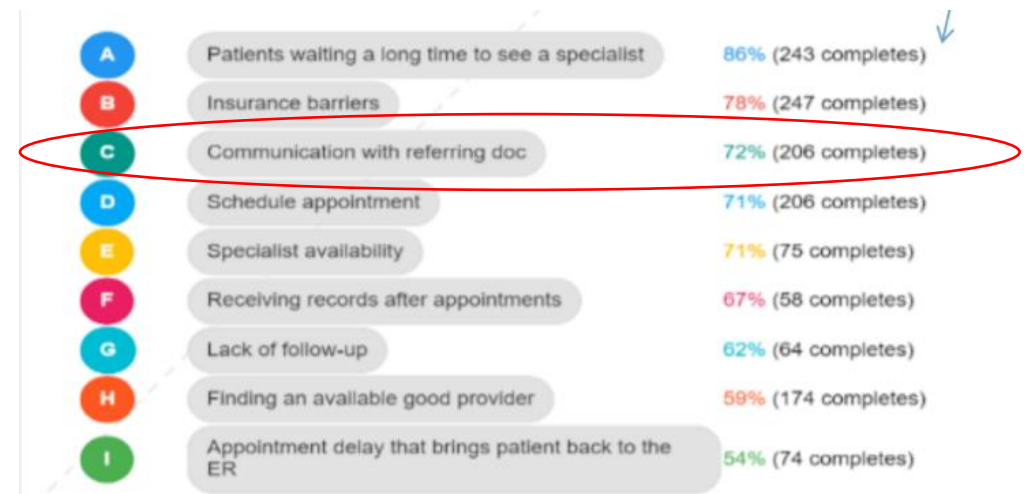 A Patients waiting a long time to see a specialist 86% (243 completes)
B Insurance barriers 78% (247 completes)
C Communication with referring doc 72% (206 completes)
D Schedule appointment 71% (206 completes)
E Specialist availability 71% (75 completes)
F Receiving records after appointments 67% (58 completes)
G Lack of follow-up 62% (64 completes)
H Finding an available good provider 59% (174 completes)
I Appointment delay that brings patient back to the
ER 54% (74 completes)